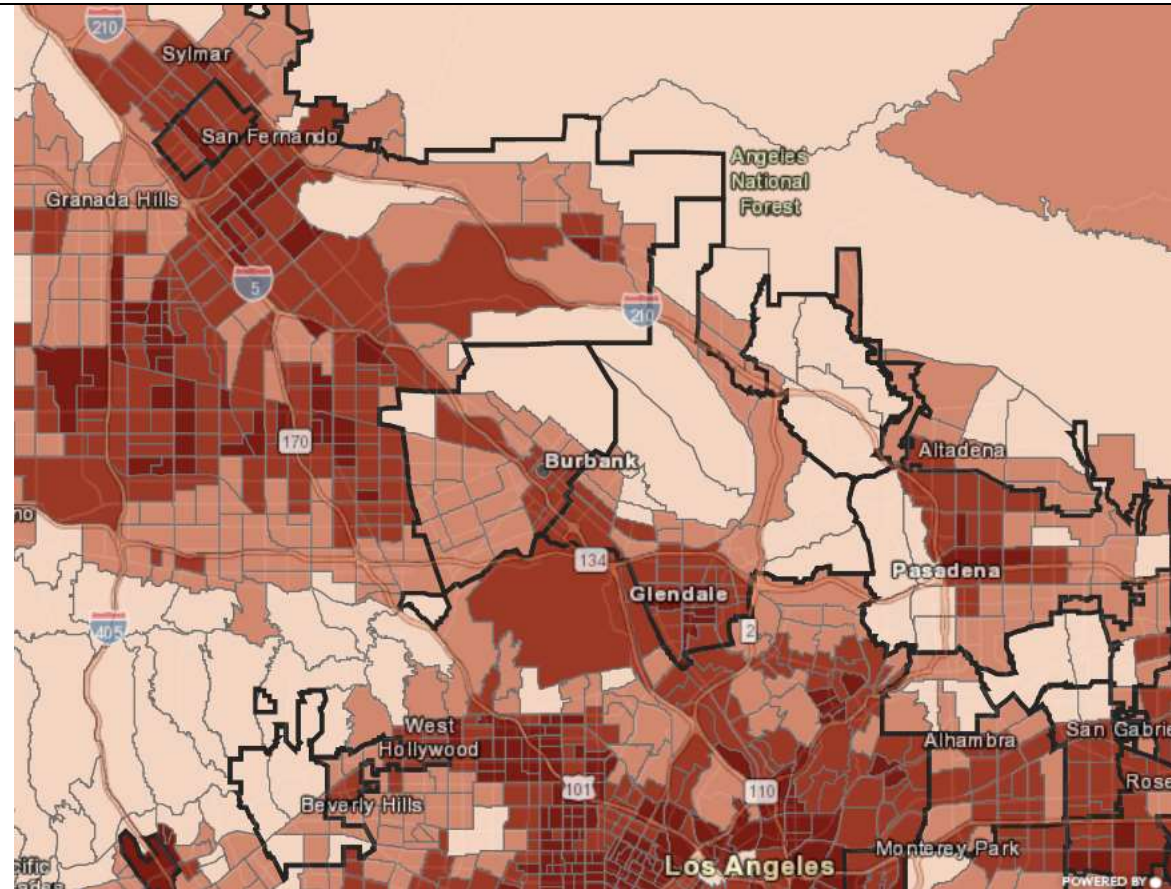 210
Sylmar
San Fernando
Angeles
National
Forest
Granada Hills
5
210
170
Altadena
Burbank
134
Pasadena
Glendale
2
405
West
Hollywood
Alhambra
San Gabrie
101
110
Rose
Beverly Hills
Monterey Park
Los Angeles
POWERED BY